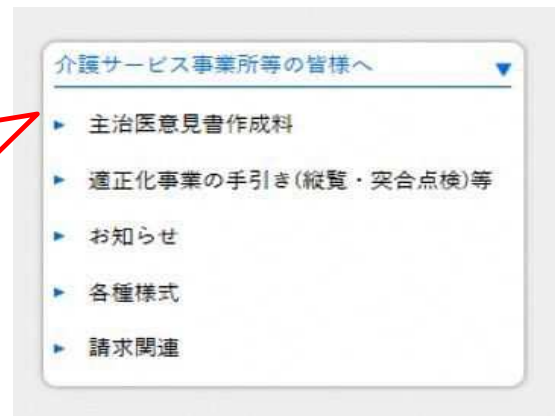 介護サービス事業所等の皆様へ
主治医意見書作成料
適正化事業の手引き(縦覧・突合点検)等
お知らせ
各種様式
請求関連